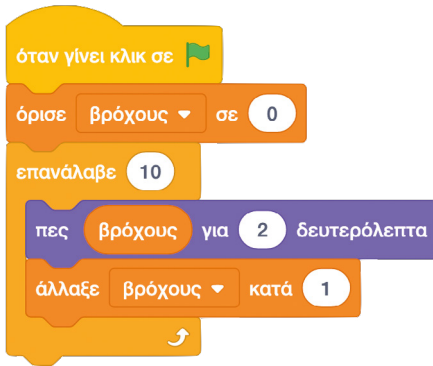 όταν γίνει κλικ σε
όρισε βρόχους σε 0
επανάλαβε 10
πες βρόχους για 2 δευτερόλεπτα
άλλαξε βρόχους κατά 1